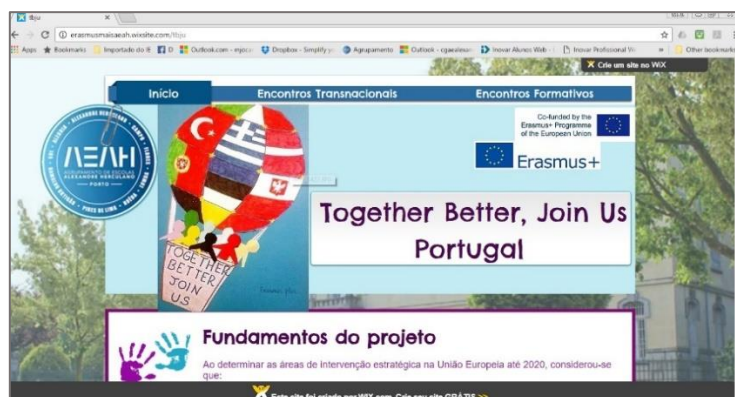 tbju
erasmusmaisaeah.wixsite.com/tbju
Apps Bookmarks Importado do IE D Outlook.com - Dropbox - Simplify Agrupamento Outlook - Inovar Alunos Web - Inovar Profissional Other bookmarks
Crie um site no WiX
Início Encontros Transnacionais Encontros Formativos
AEAH
AGRUPAMENTO DE ESCOLAS
ALEXANDRE HERCULANO
PORTO
Co-funded by the
Erasmus+ Programme
of the European Union
Erasmus+
TOGETHER
BETTER
JOIN
US
Together Better, Join Us
Portugal
Fundamentos do projeto
Ao determinar as áreas de intervenção estratégica na União Europeia até 2020, considerou-se
que:
Este site foi criado por WIX.com. Crie seu site GRÁTIS >>